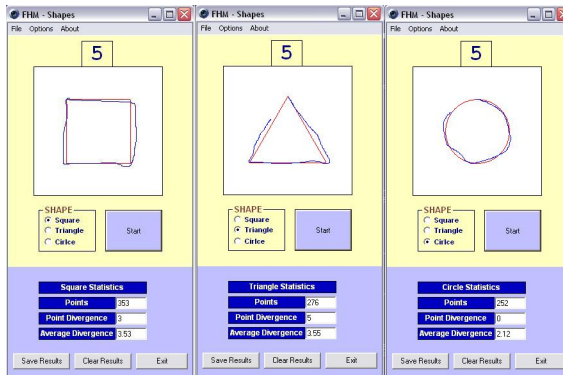 FHM - Shapes
File Options About
5
SHAPE
Square
Triangle
Cirlce
Start
Square Statistics
Points 353
Point Divergence 3
Average Divergence 3.53
Save Results Clear Results Exit
FHM - Shapes
File Options About
5
SHAPE
Square
Triangle
Cirlce
Start
Triangle Statistics
Points 276
Point Divergence 5
Average Divergence 3.55
Save Results Clear Results Exit
FHM - Shapes
File Options About
5
SHAPE
Square
Triangle
Cirlce
Start
Circle Statistics
Points 252
Point Divergence 0
Average Divergence 2.12
Save Results Clear Results Exit